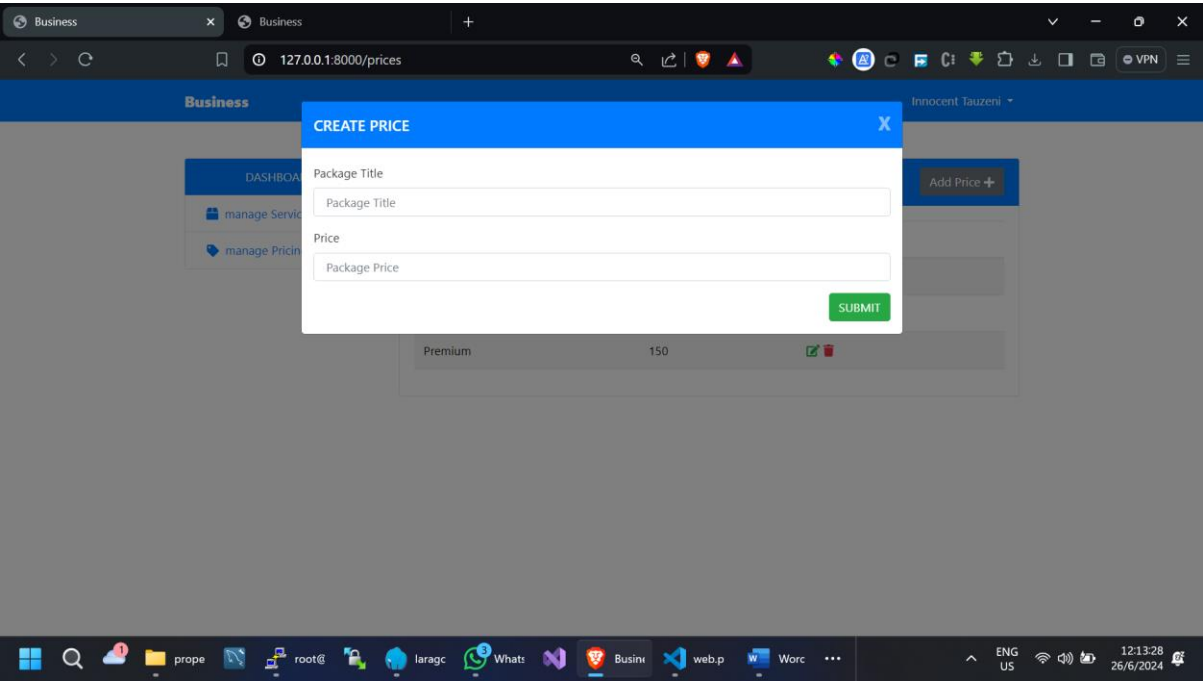 Business
Business
127.0.0.1:8000/prices
VPN
Business
Innocent Tauzeni
CREATE PRICE
X
DASHBOA
Package Title
Add Price
Package Title
manage Servic
Price
manage Pricin
Package Price
SUBMIT
Premium 150
prope
root@
laragc
3
Whats
Busine
web.p
Worc
1
ENG
US
12:13:28
26/6/2024